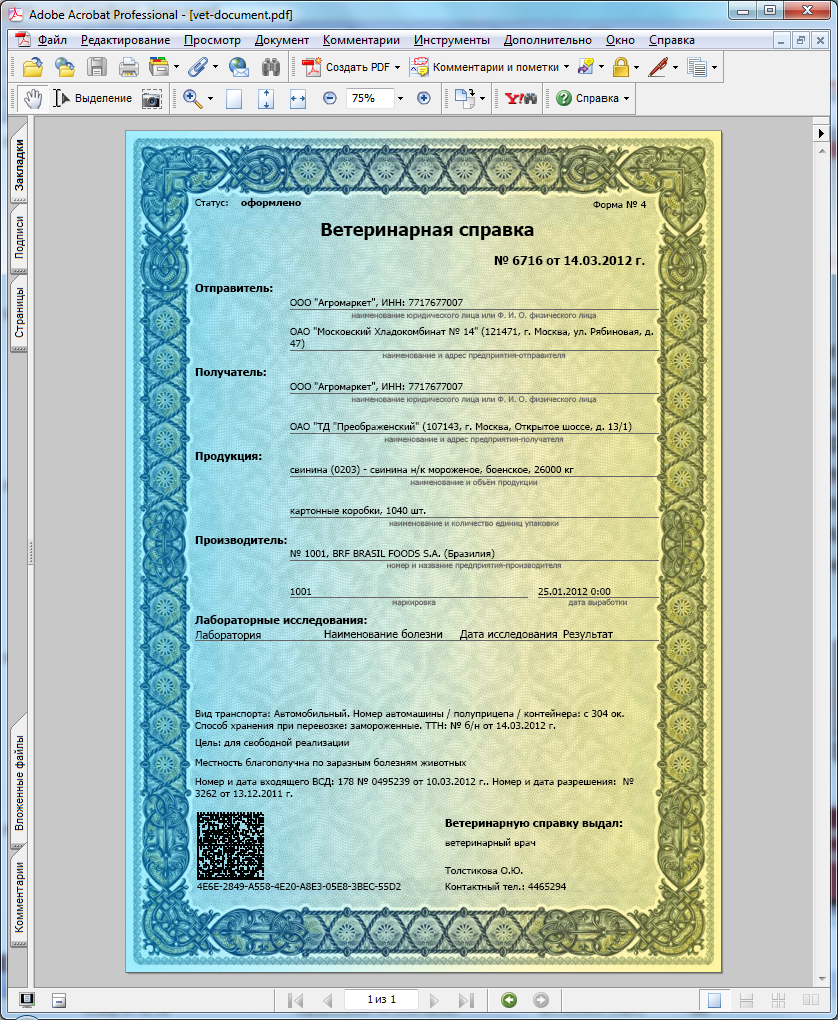 Adobe Acrobat Professional - [vet-document.pdf]
Файл Редактирование Просмотр Документ Комментарии Инструменты Дополнительно Окно Справка
Создать PDF Комментарии и пометки
Выделение 75% Y! Справка
Закладки
Подписи
Страницы
Вложенные файлы
Комментарии
Статус: оформлено
Форма № 4
Ветеринарная справка
№ 6716 от 14.03.2012 г.
Отправитель:
ООО "Агромаркет", ИНН: 7717677007
наименование юридического лица или Ф. И. О. физического лица
ОАО "Московский Хладокомбинат № 14" (121471, г. Москва, ул. Рябиновая, д.
47)
наименование и адрес предприятия-отправителя
Получатель:
ООО "Агромаркет", ИНН: 7717677007
наименование юридического лица или Ф. И. О. физического лица
ОАО "ТД "Преображенский" (107143, г. Москва, Открытое шоссе, д. 13/1)
наименование и адрес предприятия-получателя
Продукция:
свинина (0203) - свинина н/к мороженое, боенское, 26000 кг
наименование и объём продукции
картонные коробки, 1040 шт.
наименование и количество единиц упаковки
Производитель:
№ 1001, BRF BRASIL FOODS S.A. (Бразилия)
номер и название предприятия-производителя
1001 25.01.2012 0:00
маркировка дата выработки
Лабораторные исследования:
Лаборатория Наименование болезни Дата исследования Результат
Вид транспорта: Автомобильный. Номер автомашины / полуприцепа / контейнера: с 304 ок.
Способ хранения при перевозке: замороженные. ТТН: № б/н от 14.03.2012 г.
Цель: для свободной реализации
Местность благополучна по заразным болезням животных
Номер и дата входящего ВСД: 178 № 0495239 от 10.03.2012 г.. Номер и дата разрешения: №
3262 от 13.12.2011 г.
Ветеринарную справку выдал:
ветеринарный врач
Толстикова О.Ю.
4E6E-2849-A558-4E20-A8E3-05E8-3BEC-55D2
Контактный тел.: 4465294
1 из 1